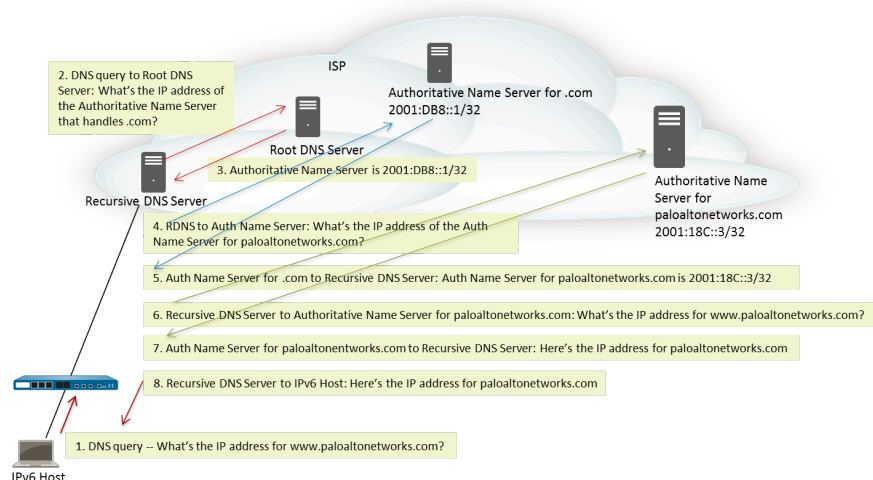 ISP
2. DNS query to Root DNS
Server: What's the IP address of
the Authoritative Name Server
that handles .com?
Authoritative Name Server for .com
2001:DB8::1/32
Root DNS Server
3. Authoritative Name Server is 2001:DB8::1/32
Recursive DNS Server
Authoritative Name
Server for
paloaltonetworks.com
2001:18C::3/32
4. RDNS to Auth Name Server: What's the IP address of the Auth
Name Server for paloaltonetworks.com?
5. Auth Name Server for .com to Recursive DNS Server: Auth Name Server for paloaltonetworks.com is 2001:18C::3/32
6. Recursive DNS Server to Authoritative Name Server for paloaltonetworks.com: What's the IP address for www.paloaltonetworks.com?
7. Auth Name Server for paloaltonentworks.com to Recursive DNS Server: Here's the IP address for paloaltonetworks.com
8. Recursive DNS Server to IPv6 Host: Here's the IP address for paloaltonetworks.com
1. DNS query -- What's the IP address for www.paloaltonetworks.com?
IPv6 Host